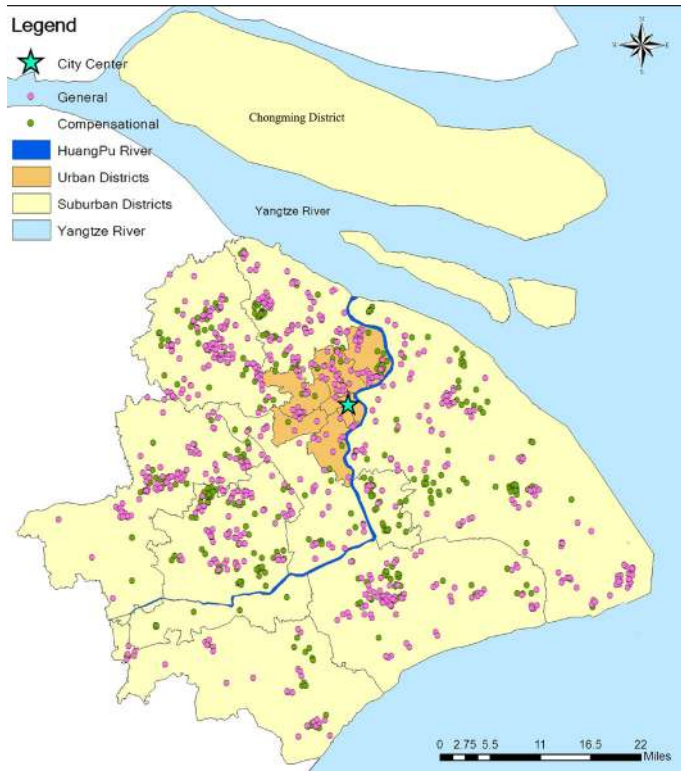 Legend
City Center
General
Compensational
HuangPu River
Urban Districts
Suburban Districts
Yangtze River
N
W
E
S
Chongming District
Yangtze River
0 2.75 5.5 11 16.5 22
Miles